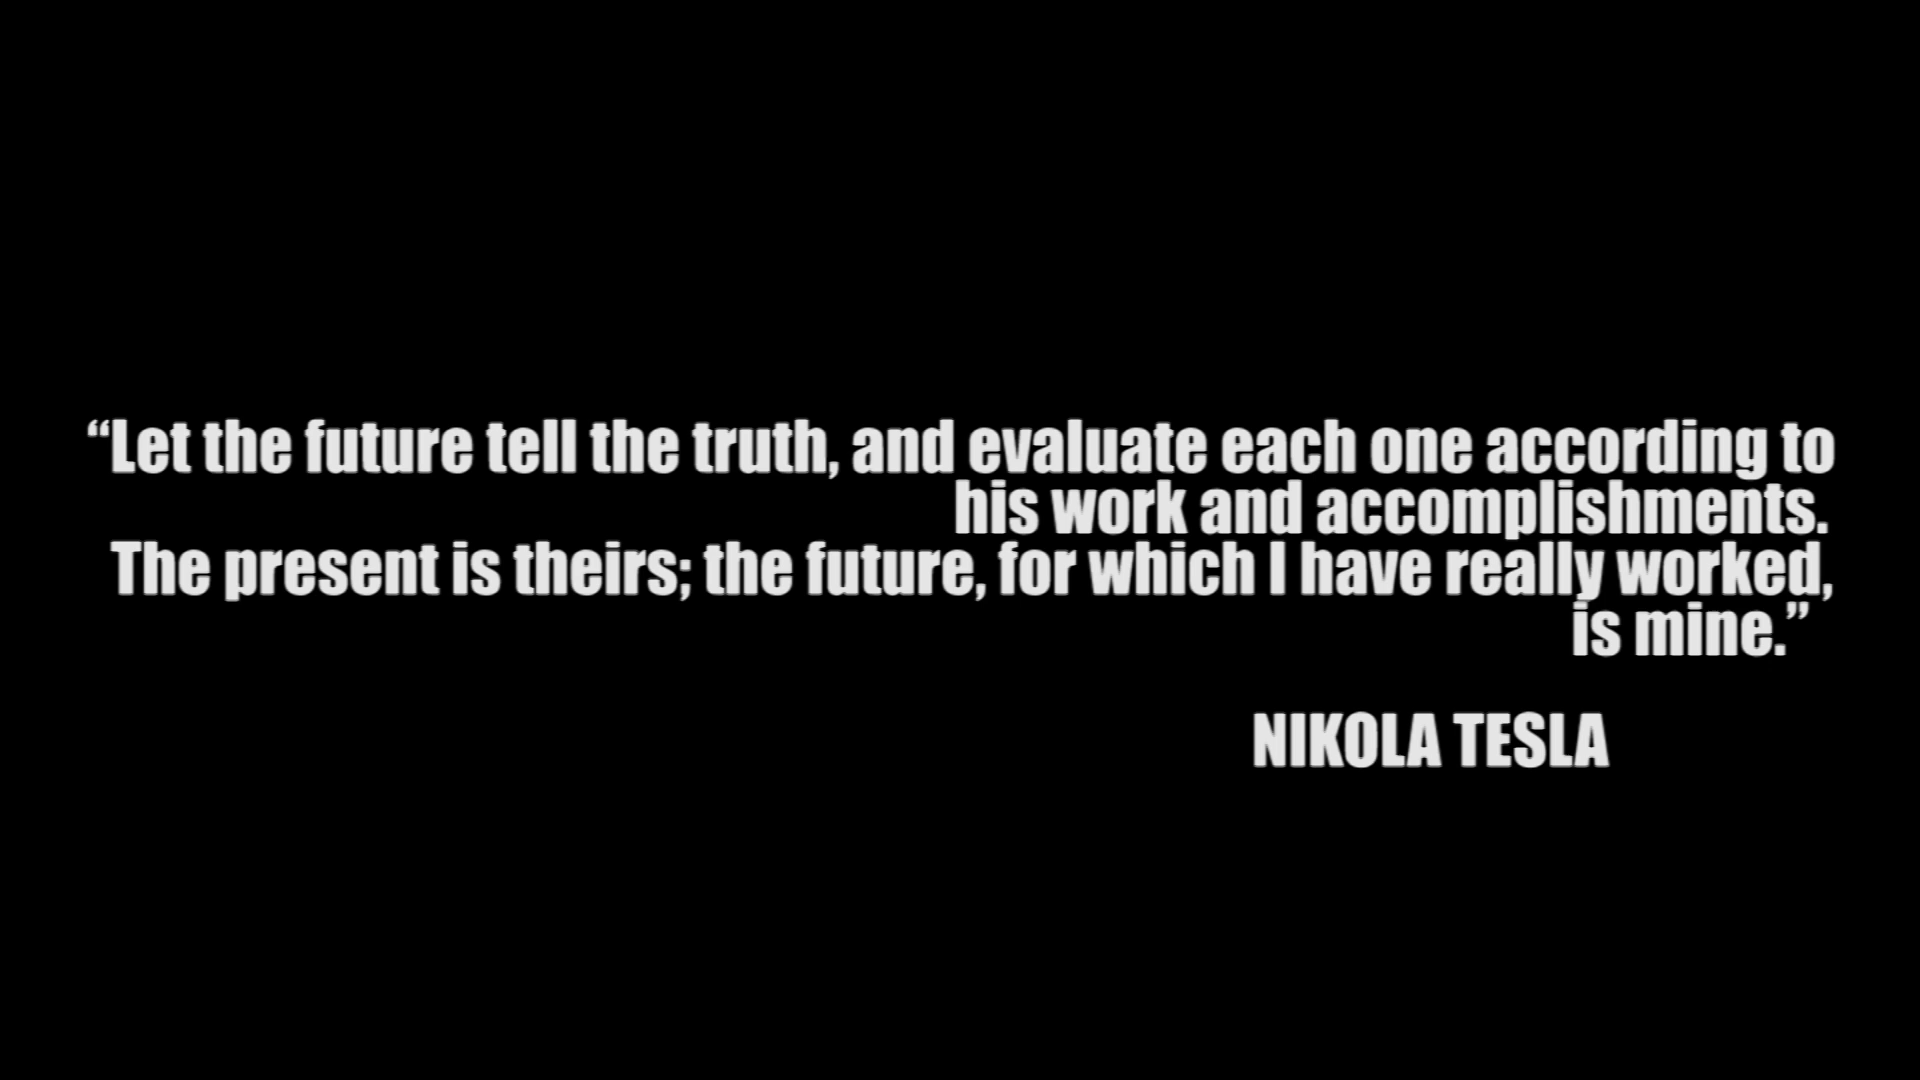 “Let the future tell the truth, and evaluate each one according to
his work and accomplishments.
The present is theirs; the future, for which I have really worked,
is mine.”
NIKOLA TESLA